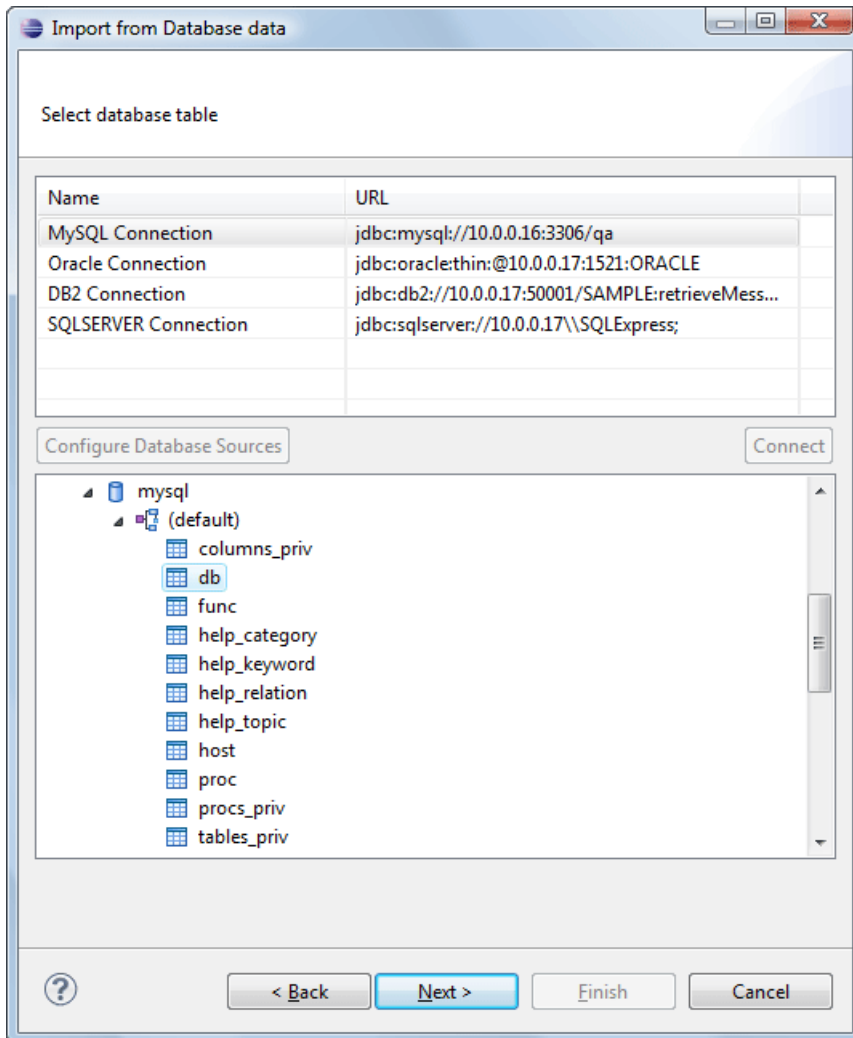 Import from Database data
Select database table
Name URL
MySQL Connection jdbc:mysql://10.0.0.16:3306/qa
Oracle Connection jdbc:oracle:thin:@10.0.0.17:1521:ORACLE
DB2 Connection jdbc:db2://10.0.0.17:50001/SAMPLE:retrieveMess...
SQLSERVER Connection jdbc:sqlserver://10.0.0.17\\SQLExpress;
Configure Database Sources Connect
mysql
(default)
columns_priv
db
func
help_category
help_keyword
help_relation
help_topic
host
proc
procs_priv
tables_priv
? < Back Next > Finish Cancel